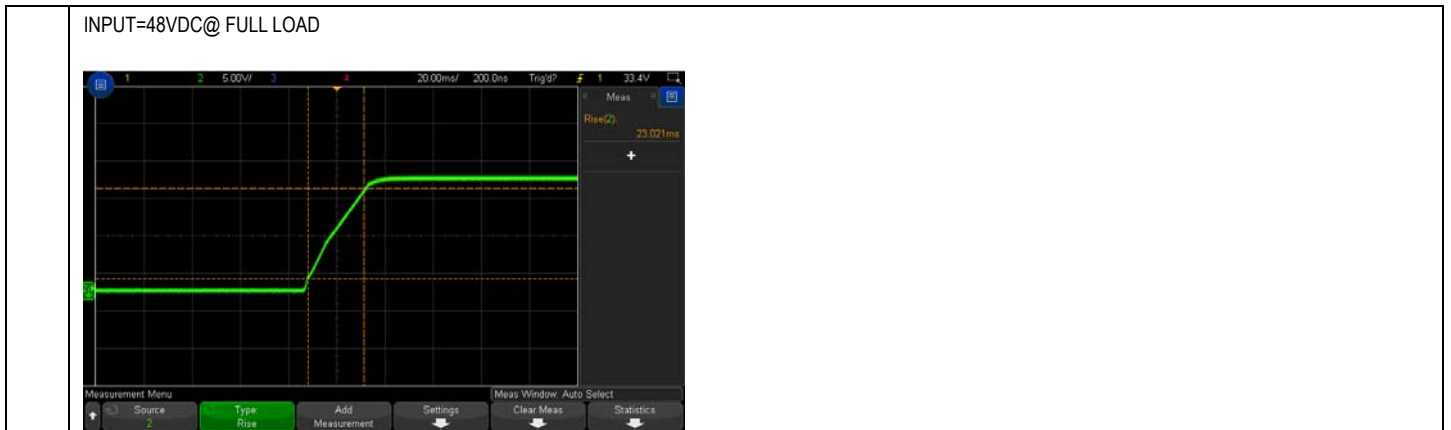 INPUT=48VDC@ FULL LOAD
1 2 5.00V/ 3 4 20.00ms/ 200.0ns Trig'd? 1 33.4V
Meas
Rise(2):
23.021ms
+
Measurement Menu
Meas Window: Auto Select
Source
2
Type:
Rise
Add
Measurement
Settings
Clear Meas
Statistics